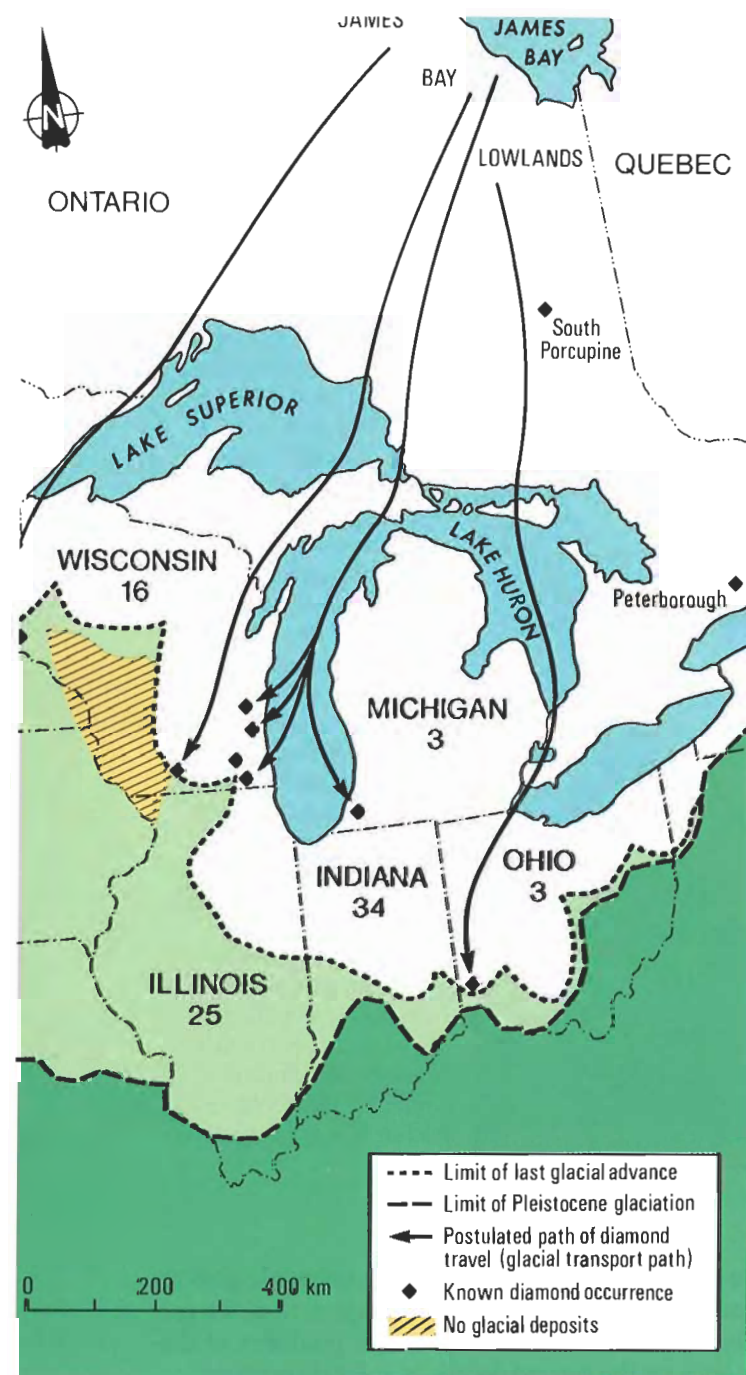 JAMES
JAMES
BAY
BAY
LOWLANDS
QUEBEC
N
ONTARIO
South
Porcupine
LAKE SUPERIOR
WISCONSIN
16
LAKE HURON
Peterborough
MICHIGAN
3
INDIANA
34
OHIO
3
ILLINOIS
25
Limit of last glacial advance
Limit of Pleistocene glaciation
Postulated path of diamond
travel (glacial transport path)
Known diamond occurrence
No glacial deposits
0 200 400 km